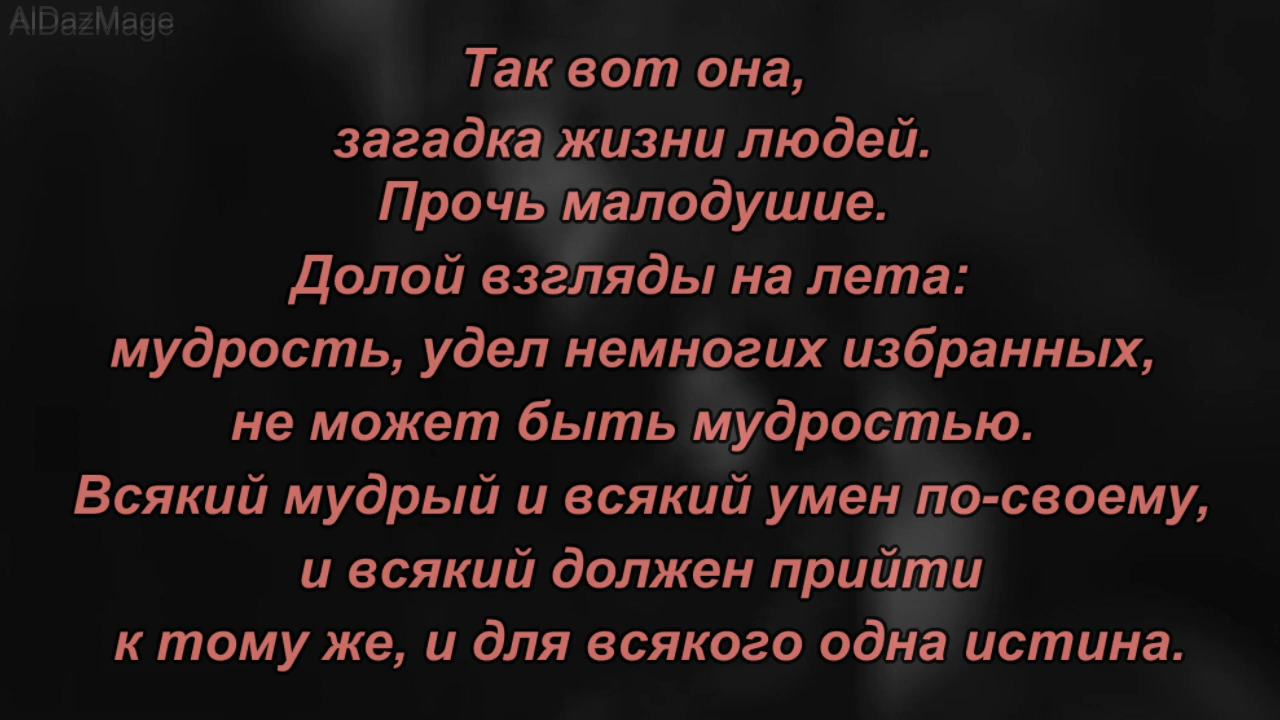 AlDazMage
Так вот она,
загадка жизни людей.
Прочь малодушие.
Долой взгляды на лета:
мудрость, удел немногих избранных,
не может быть мудростью.
Всякий мудрый и всякий умен по-своему,
и всякий должен прийти
к тому же, и для всякого одна истина.